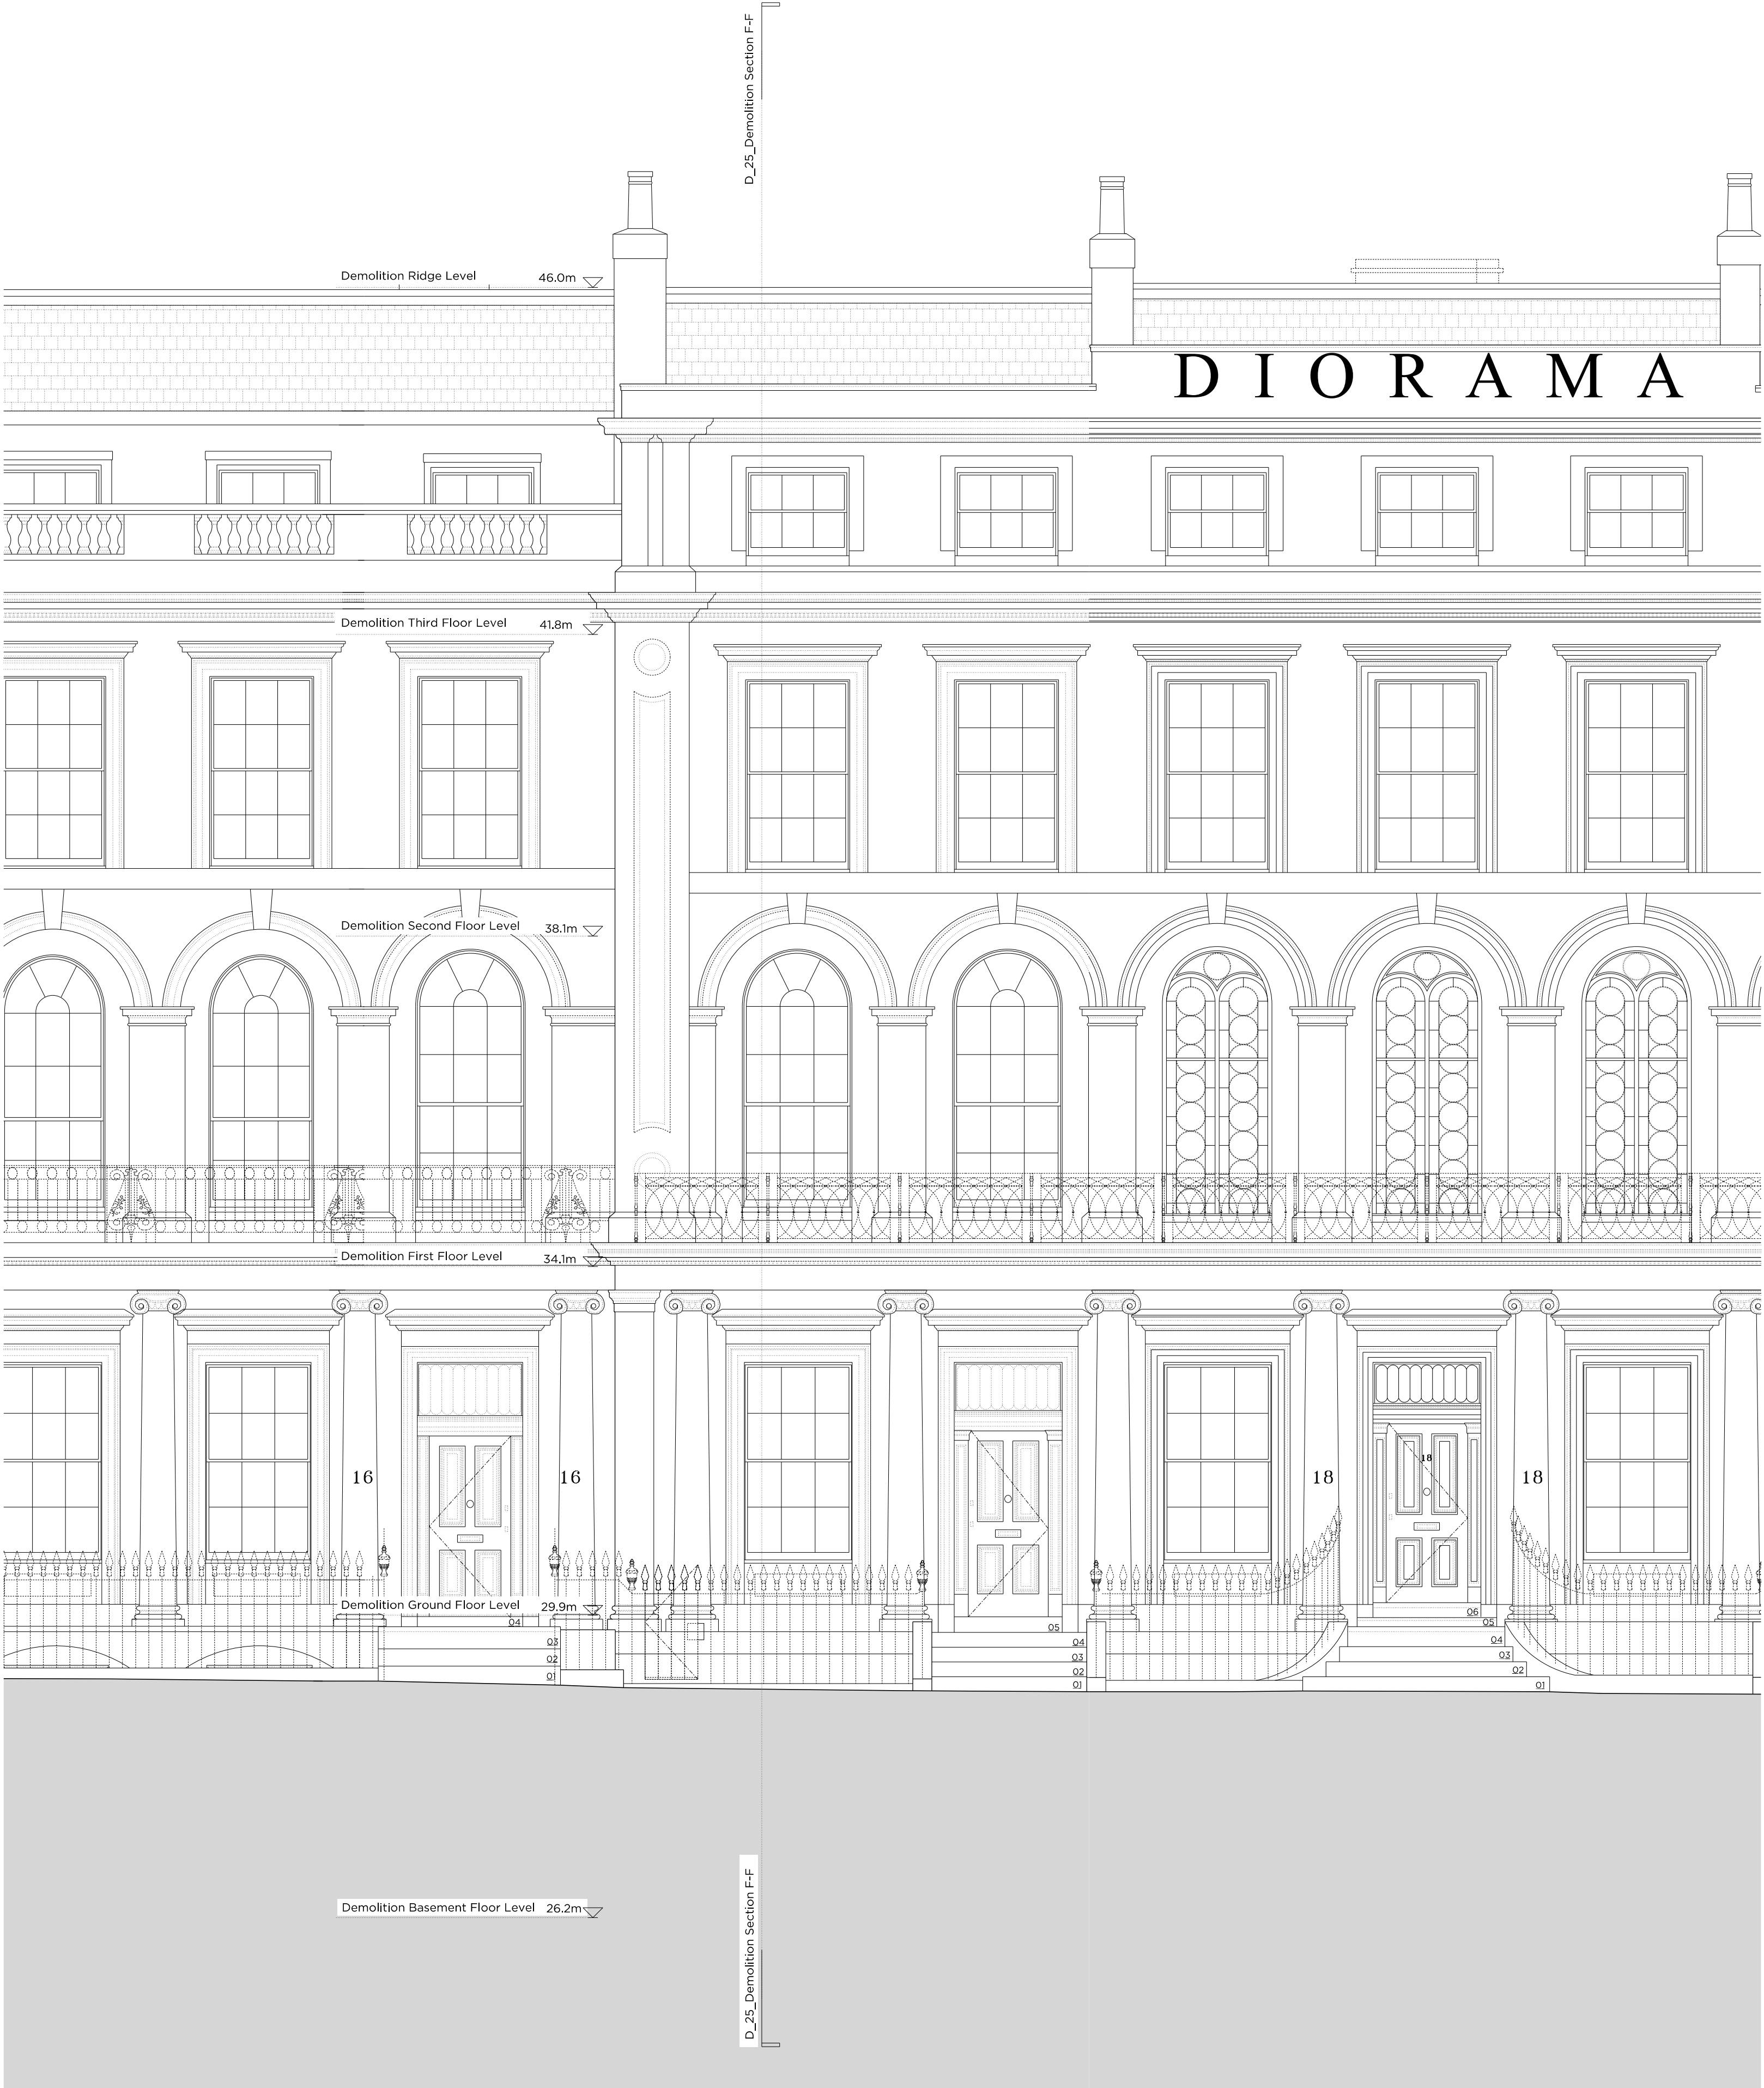 D_25_Demolition Section F-F
Demolition Ridge Level 46.0m
D I O R A M A
Demolition Third Floor Level 41.8m
Demolition Second Floor Level 38.1m
Demolition First Floor Level 34.1m
18
16 16 18 18
Demolition Ground Floor Level 29.9m
06
04 05 05
03 04 04
02 03 03
01 02 02
01 01
Demolition Basement Floor Level 26.2m
D_25_Demolition Section F-F